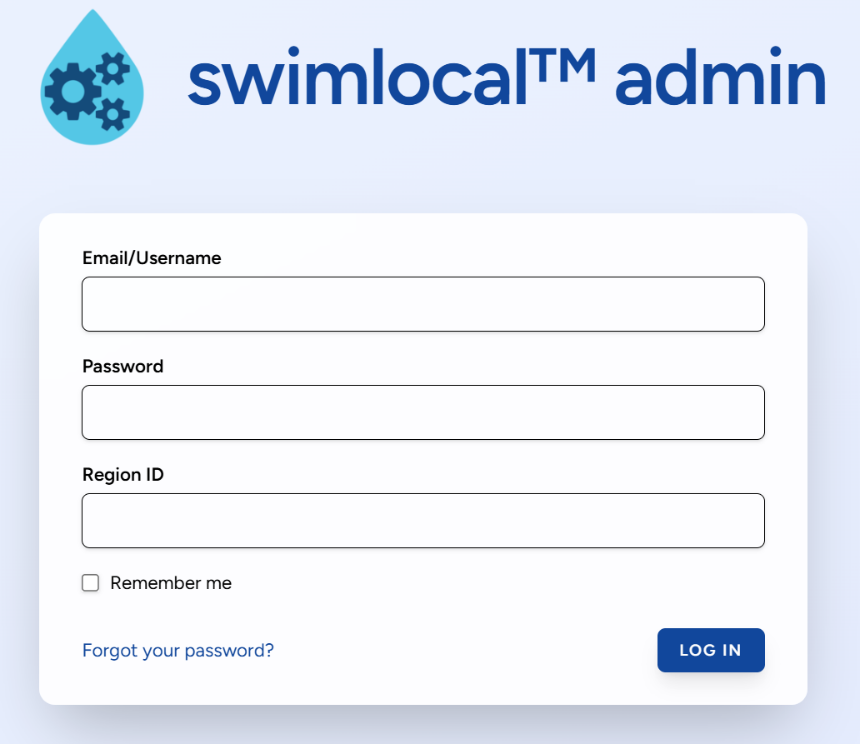 swimlocal™ admin
Email/Username
Password
Region ID
Remember me
Forgot your password?
LOG IN